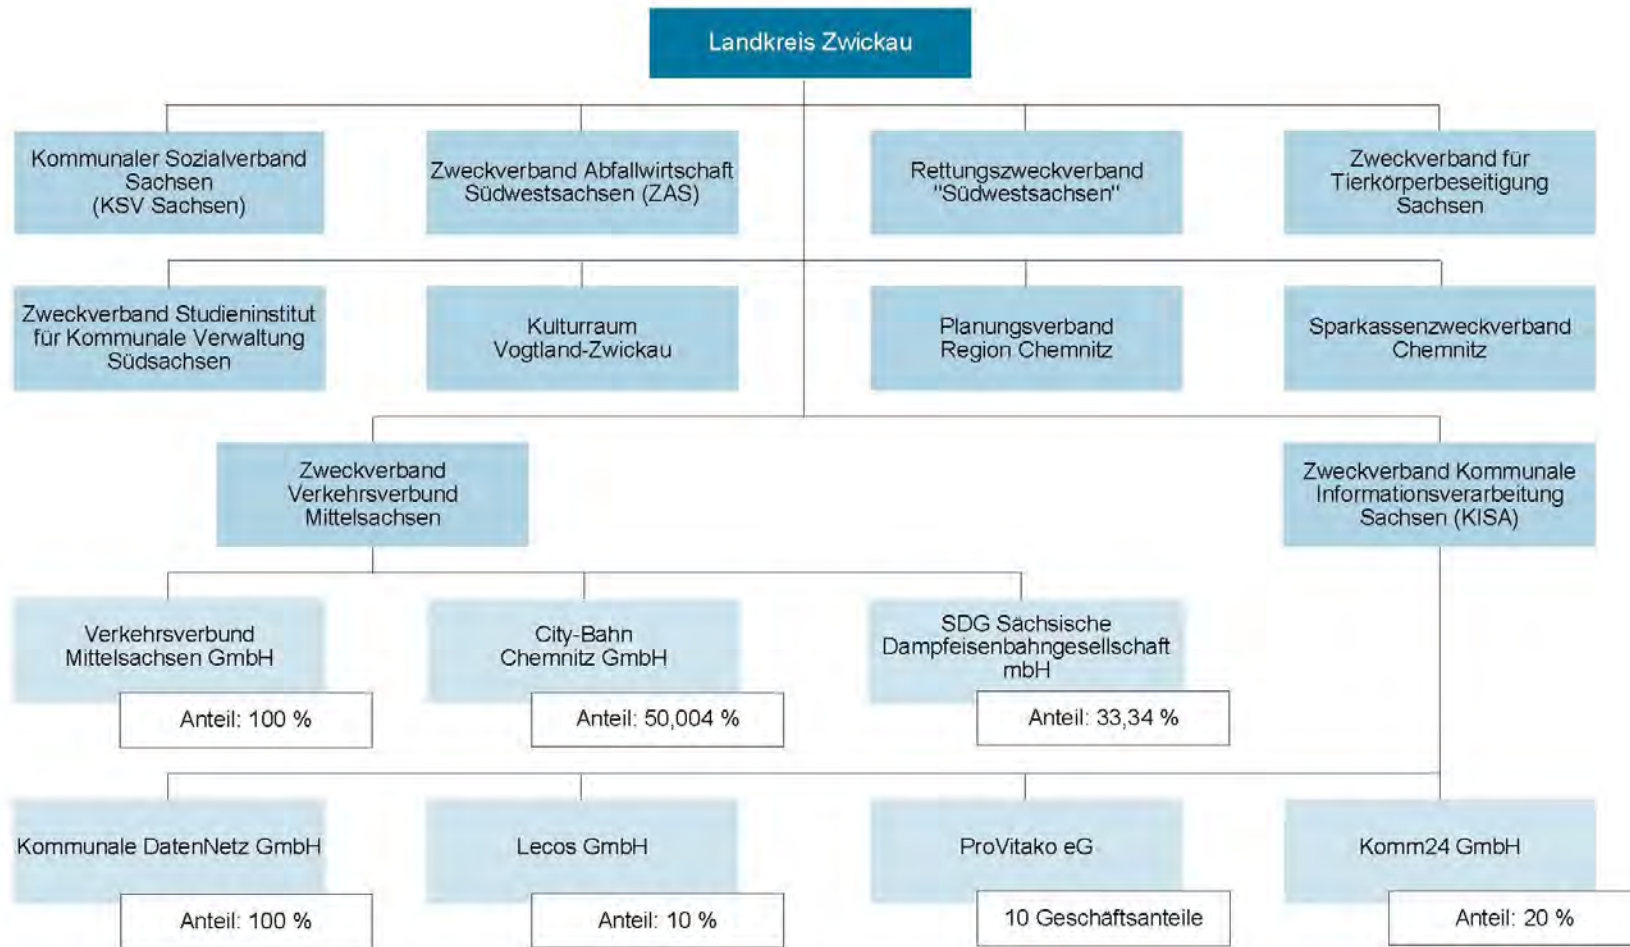 Landkreis Zwickau
Kommunaler Sozialverband
Sachsen
(KSV Sachsen)
Zweckverband Abfallwirtschaft
Südwestsachsen (ZAS)
Rettungszweckverband
"Südwestsachsen"
Zweckverband für
Tierkörperbeseitigung
Sachsen
Zweckverband Studieninstitut
für Kommunale Verwaltung
Südsachsen
Kulturraum
Vogtland-Zwickau
Planungsverband
Region Chemnitz
Sparkassenzweckverband
Chemnitz
Zweckverband
Verkehrsverbund
Mittelsachsen
Zweckverband Kommunale
Informationsverarbeitung
Sachsen (KISA)
Verkehrsverbund
Mittelsachsen GmbH
Anteil: 100 %
City-Bahn
Chemnitz GmbH
Anteil: 50,004 %
SDG Sächsische
Dampfeisenbahngesellschaft
mbH
Anteil: 33,34 %
Kommunale DatenNetz GmbH
Anteil: 100 %
Lecos GmbH
Anteil: 10 %
ProVitako eG
10 Geschäftsanteile
Komm24 GmbH
Anteil: 20 %